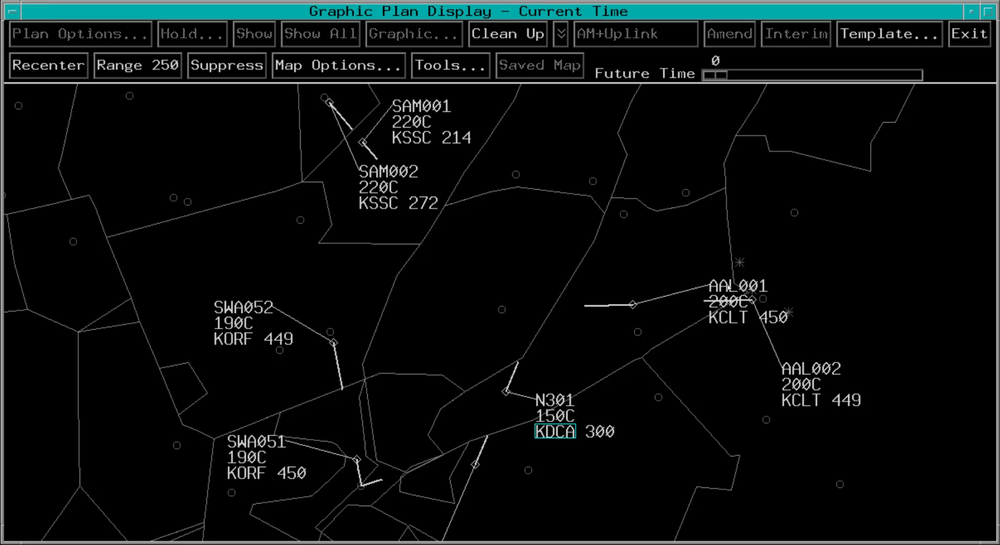 Graphic Plan Display - Current Time
Plan Options... Hold... Show Show All Graphic... Clean Up AM+Uplink Amend Interim Template... Exit
Recenter Range 250 Suppress Map Options... Tools... Saved Map Future Time 0
SAM001
220C
KSSC 214
SAM002
220C
KSSC 272
AAL001
200C
KCLT 450
SWA052
190C
KORF 449
AAL002
200C
KCLT 449
N301
150C
KDCA 300
SWA051
190C
KORF 450